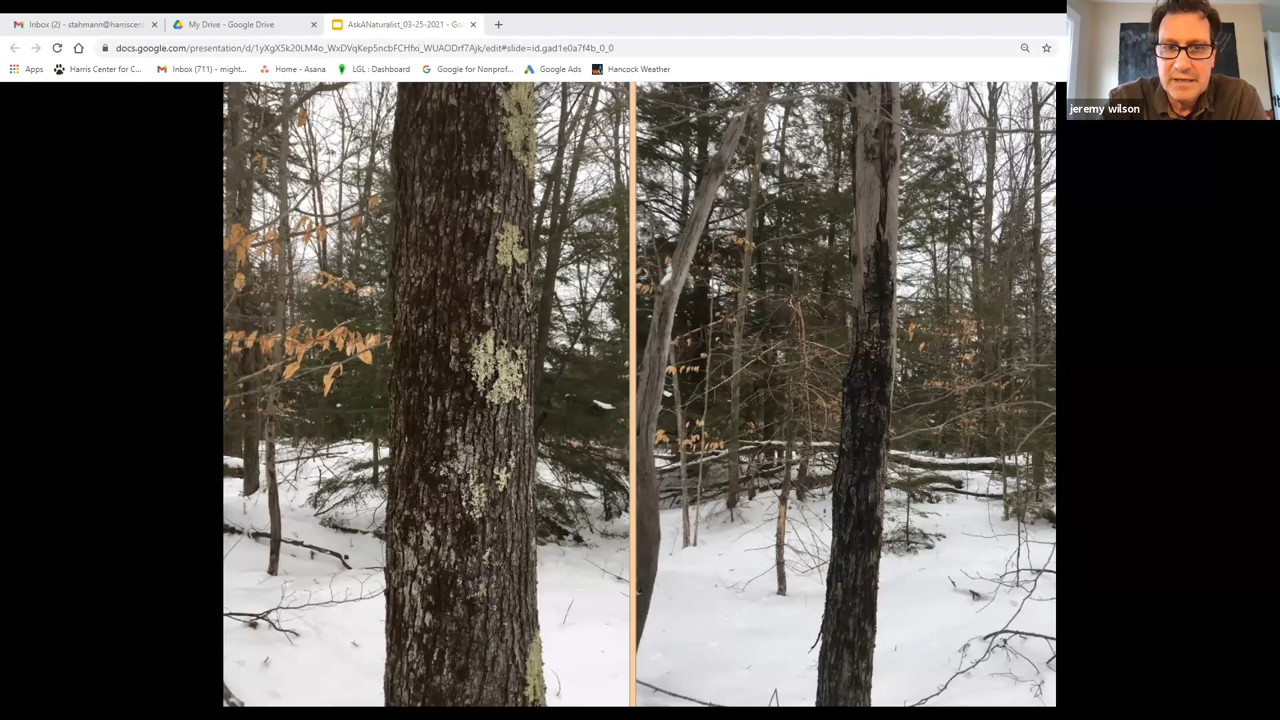 Inbox (2) - stahmann@harriscen
My Drive - Google Drive
AskANaturalist_03-25-2021 - Go
docs.google.com/presentation/d/1yXgX5k20LM4o_WxDVqKep5ncbFCHfxi_WUAODrf7Ajk/edit#slide=id.gad1e0a7f4b_0_0
Apps
Harris Center for C...
Inbox (711) - might...
Home - Asana
LGL : Dashboard
Google for Nonprof...
Google Ads
Hancock Weather
jeremy wilson